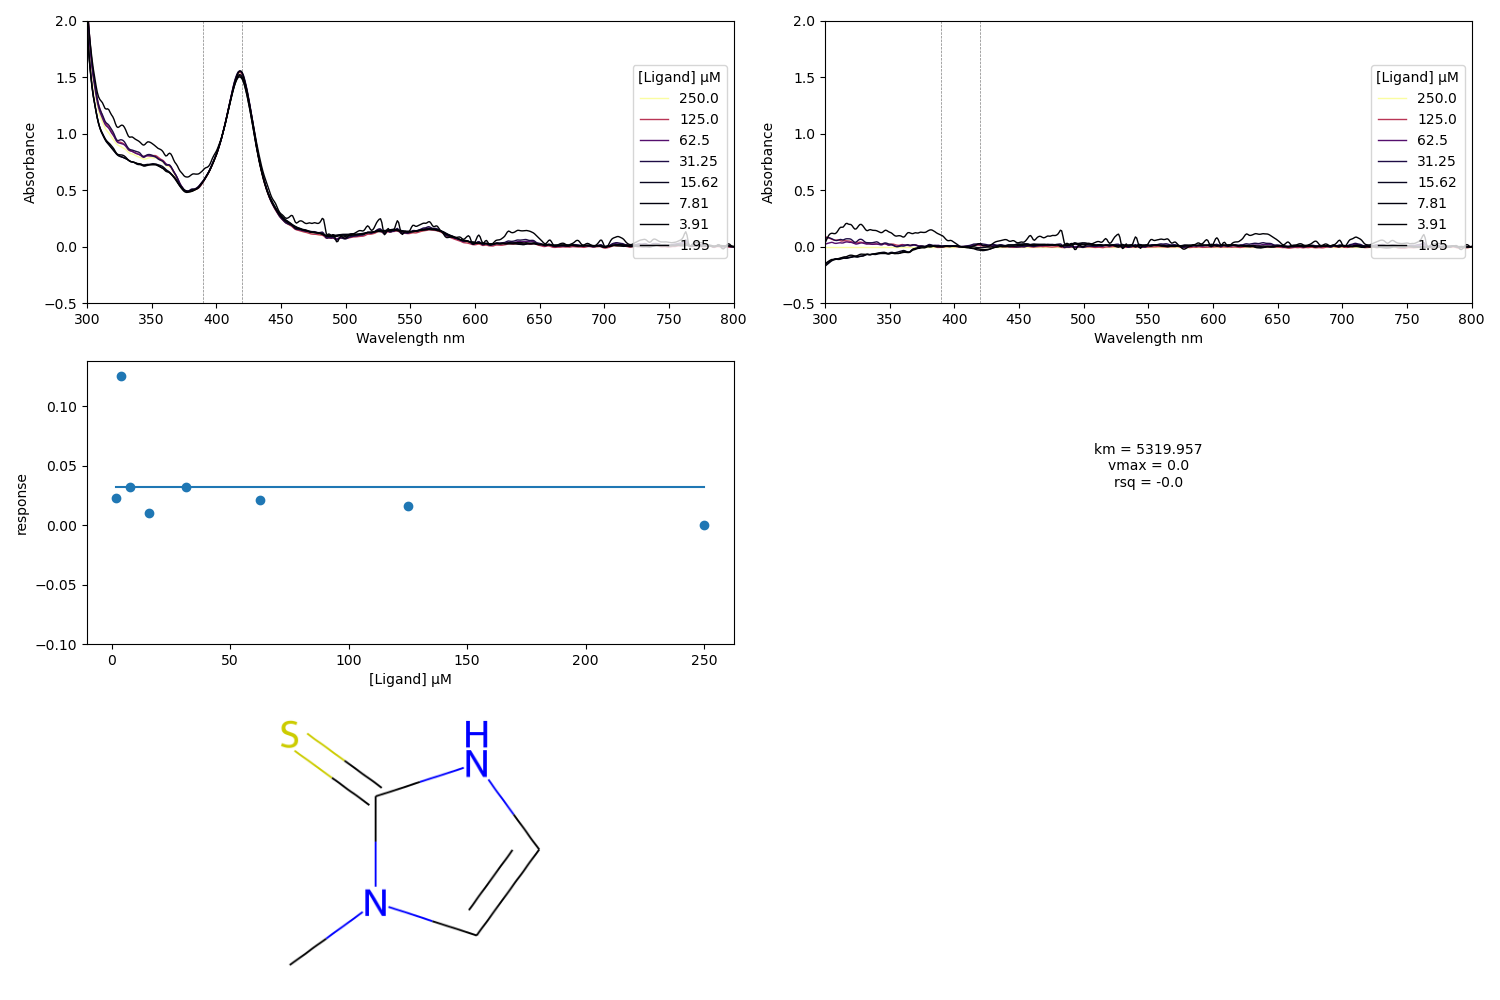 2.0
1.5
1.0
0.5
0.0
−0.5
Absorbance
300 350 400 450 500 550 600 650 700 750 800
Wavelength nm
[Ligand] μM
250.0
125.0
62.5
31.25
15.62
7.81
3.91
1.95
2.0
1.5
1.0
0.5
0.0
−0.5
Absorbance
300 350 400 450 500 550 600 650 700 750 800
Wavelength nm
[Ligand] μM
250.0
125.0
62.5
31.25
15.62
7.81
3.91
1.95
0.10
0.05
0.00
−0.05
−0.10
response
0 50 100 150 200 250
[Ligand] μM
km = 5319.957
vmax = 0.0
rsq = -0.0
S
H
N
N